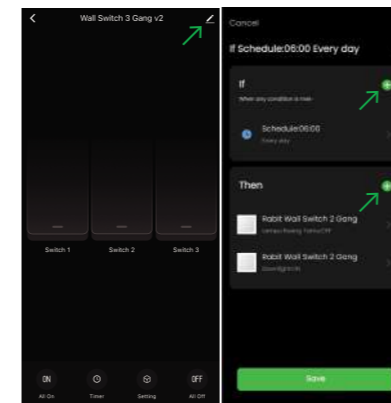 Wall Switch 3 Gang v2
Switch 1
Switch 2
Switch 3
ON
OFF
All On
Timer
Setting
All Off
Cancel
If Schedule:06:00 Every day
If
When any condition is met
Schedule:06:00
Every day
Then
Rabit Wall Switch 2 Gang
Rabit Wall Switch 2 Gang
Save